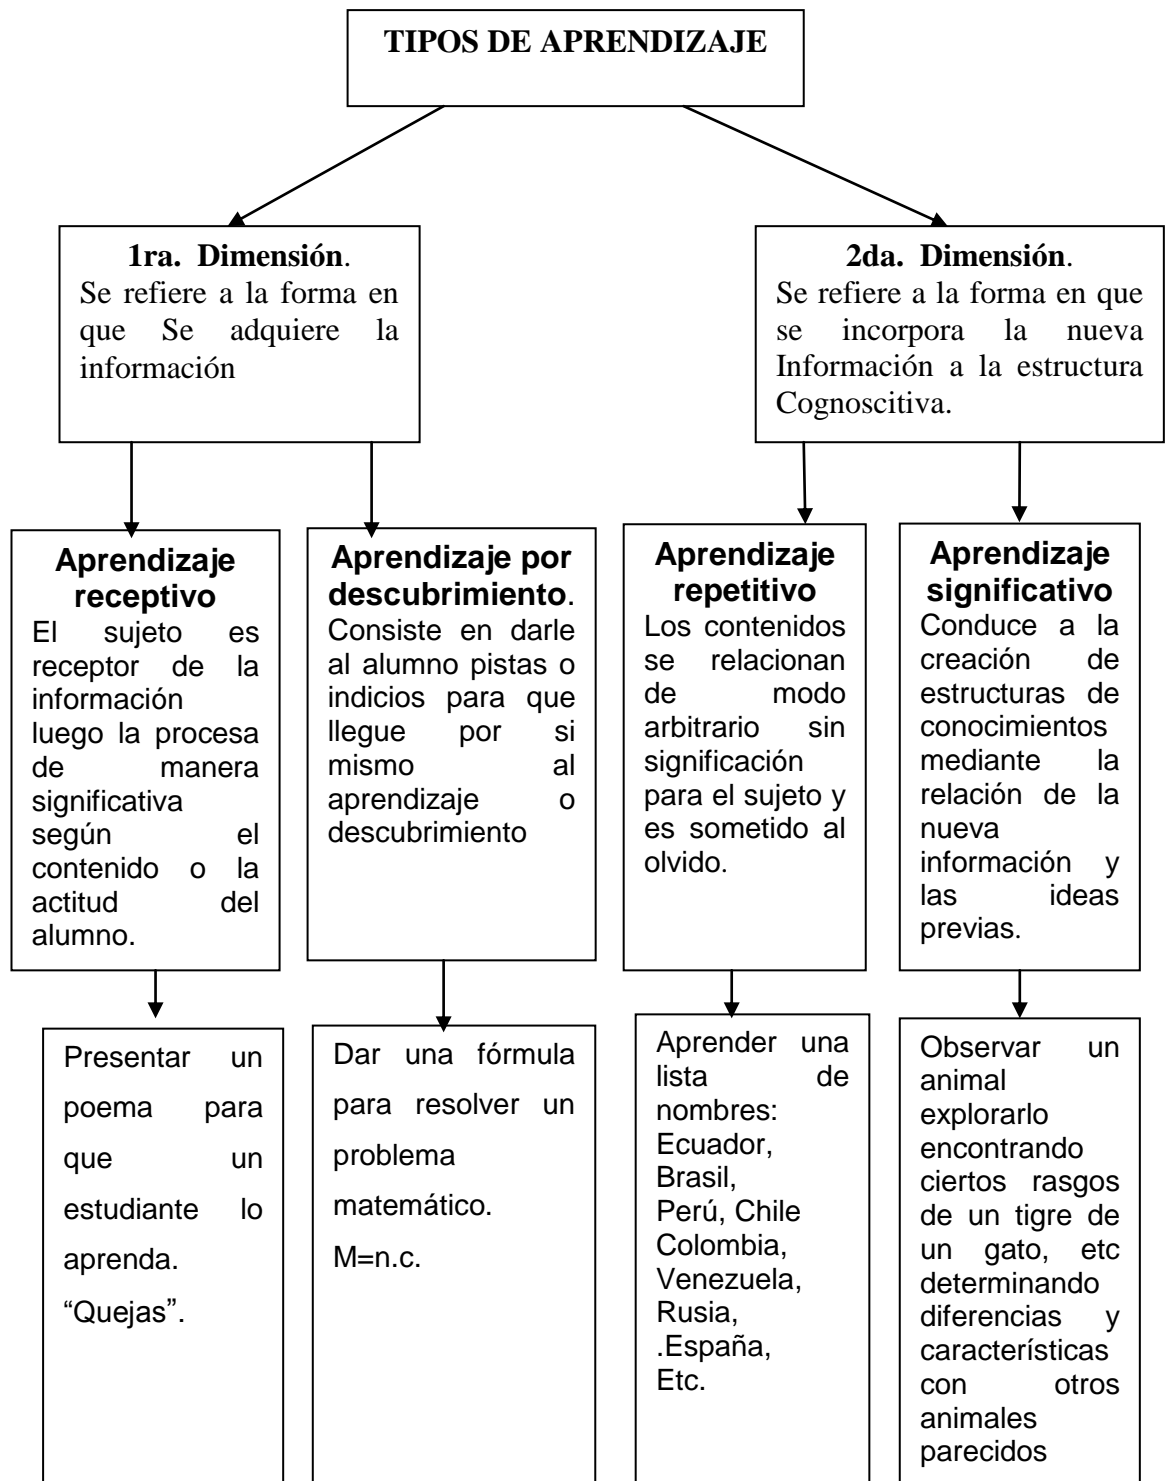 TIPOS DE APRENDIZAJE
1ra. Dimensión.
Se refiere a la forma en
que Se adquiere la
información
2da. Dimensión.
Se refiere a la forma en que
se incorpora la nueva
Información a la estructura
Cognoscitiva.
Aprendizaje
receptivo
El sujeto es
receptor de la
información
luego la procesa
de manera
significativa
según el
contenido o la
actitud del
alumno.
Aprendizaje por
descubrimiento.
Consiste en darle
al alumno pistas o
indicios para que
llegue por si
mismo al
aprendizaje o
descubrimiento
Aprendizaje
repetitivo
Los contenidos
se relacionan
de modo
arbitrario sin
significación
para el sujeto y
es sometido al
olvido.
Aprendizaje
significativo
Conduce a la
creación de
estructuras de
conocimientos
mediante la
relación de la
nueva
información y
las ideas
previas.
Presentar un
poema para
que un
estudiante lo
aprenda.
“Quejas”.
Dar una fórmula
para resolver un
problema
matemático.
M=n.c.
Aprender una
lista de
nombres:
Ecuador,
Brasil,
Perú, Chile
Colombia,
Venezuela,
Rusia,
.España,
Etc.
Observar un
animal
explorarlo
encontrando
ciertos rasgos
de un tigre de
un gato, etc
determinando
diferencias y
características
con otros
animales
parecidos